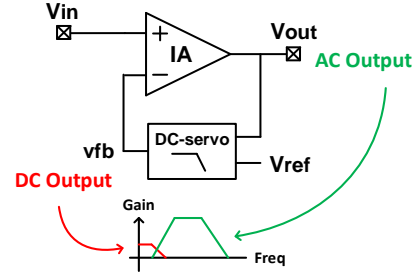 Vin
+
IA
−
Vout
AC Output
DC-servo
vfb
Vref
DC Output
Gain
Freq